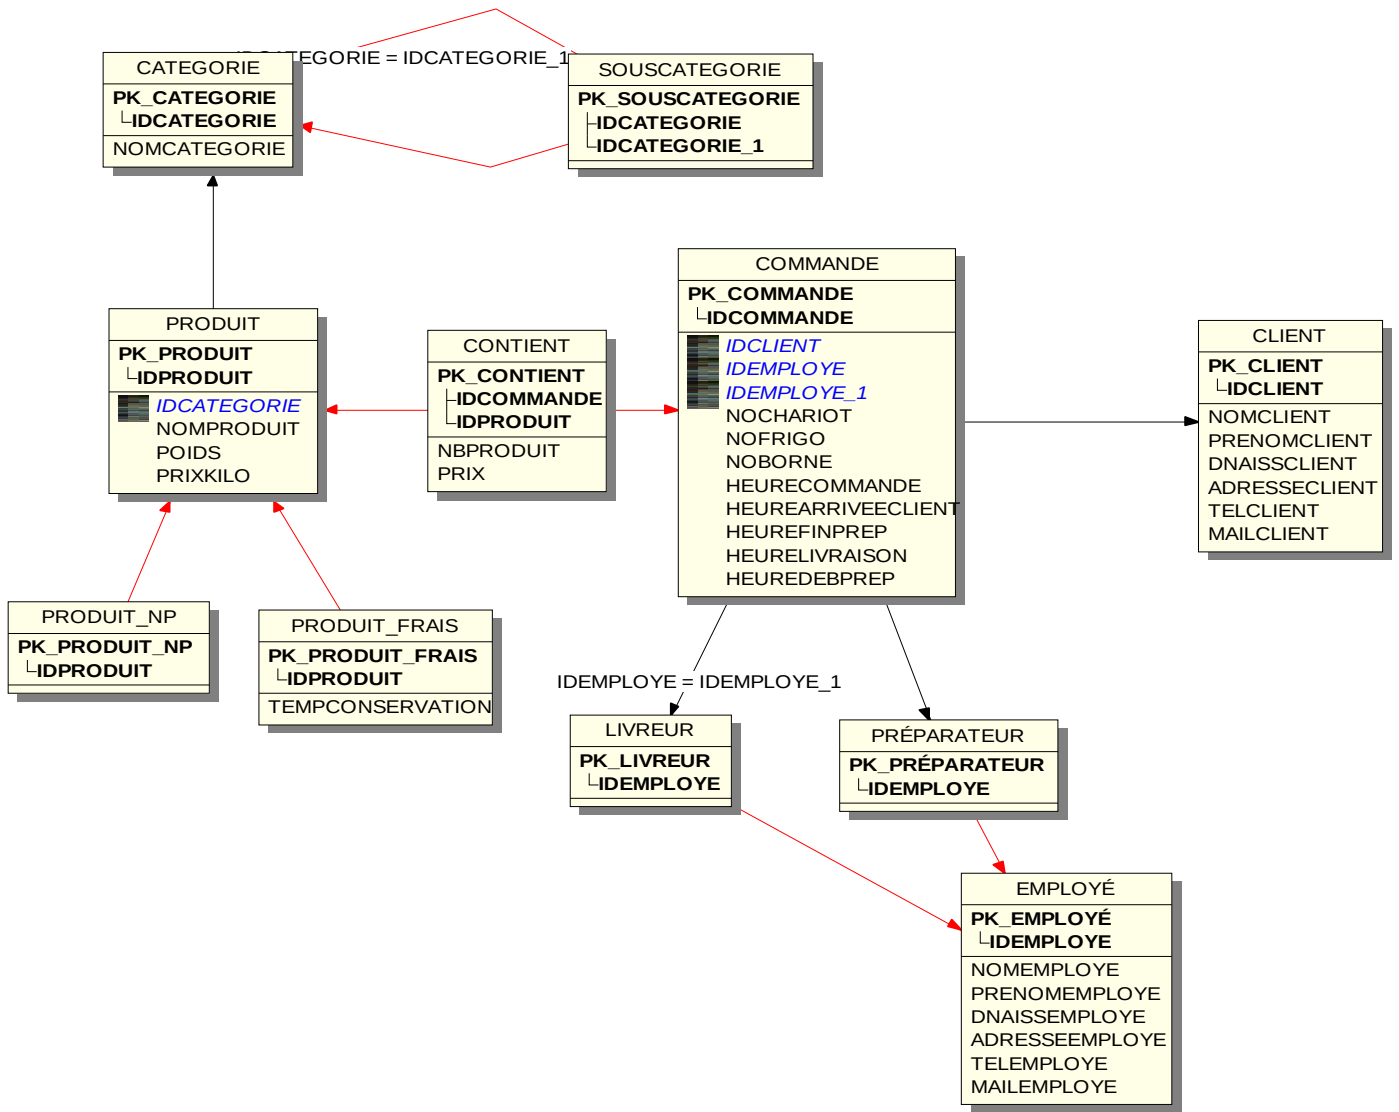 CATEGORIE
PK_CATEGORIE
IDCATEGORIE
NOMCATEGORIE
EGORIE = IDCATEGORIE_1
SOUSCATEGORIE
PK_SOUSCATEGORIE
IDCATEGORIE
IDCATEGORIE_1
PRODUIT
PK_PRODUIT
IDPRODUIT
IDCATEGORIE
NOMPRODUIT
POIDS
PRIXKILO
CONTIENT
PK_CONTIENT
IDCOMMANDE
IDPRODUIT
NBPRODUIT
PRIX
COMMANDE
PK_COMMANDE
IDCOMMANDE
IDCLIENT
IDEMPLOYE
IDEMPLOYE_1
NOCHARIOT
NOFRIGO
NOBORNE
HEURECOMMANDE
HEUREARRIVEECLIENT
HEUREFINPREP
HEURELIVRAISON
HEUREDEBPREP
CLIENT
PK_CLIENT
IDCLIENT
NOMCLIENT
PRENOMCLIENT
DNAISSCLIENT
ADRESSECLIENT
TELCLIENT
MAILCLIENT
PRODUIT_NP
PK_PRODUIT_NP
IDPRODUIT
PRODUIT_FRAIS
PK_PRODUIT_FRAIS
IDPRODUIT
TEMPCONSERVATION
IDEMPLOYE = IDEMPLOYE_1
LIVREUR
PK_LIVREUR
IDEMPLOYE
PRÉPARATEUR
PK_PRÉPARATEUR
IDEMPLOYE
EMPLOYÉ
PK_EMPLOYÉ
IDEMPLOYE
NOMEMPLOYE
PRENOMEMPLOYE
DNAISSEMPLOYE
ADRESSEEMPLOYE
TELEMPLOYE
MAILEMPLOYE